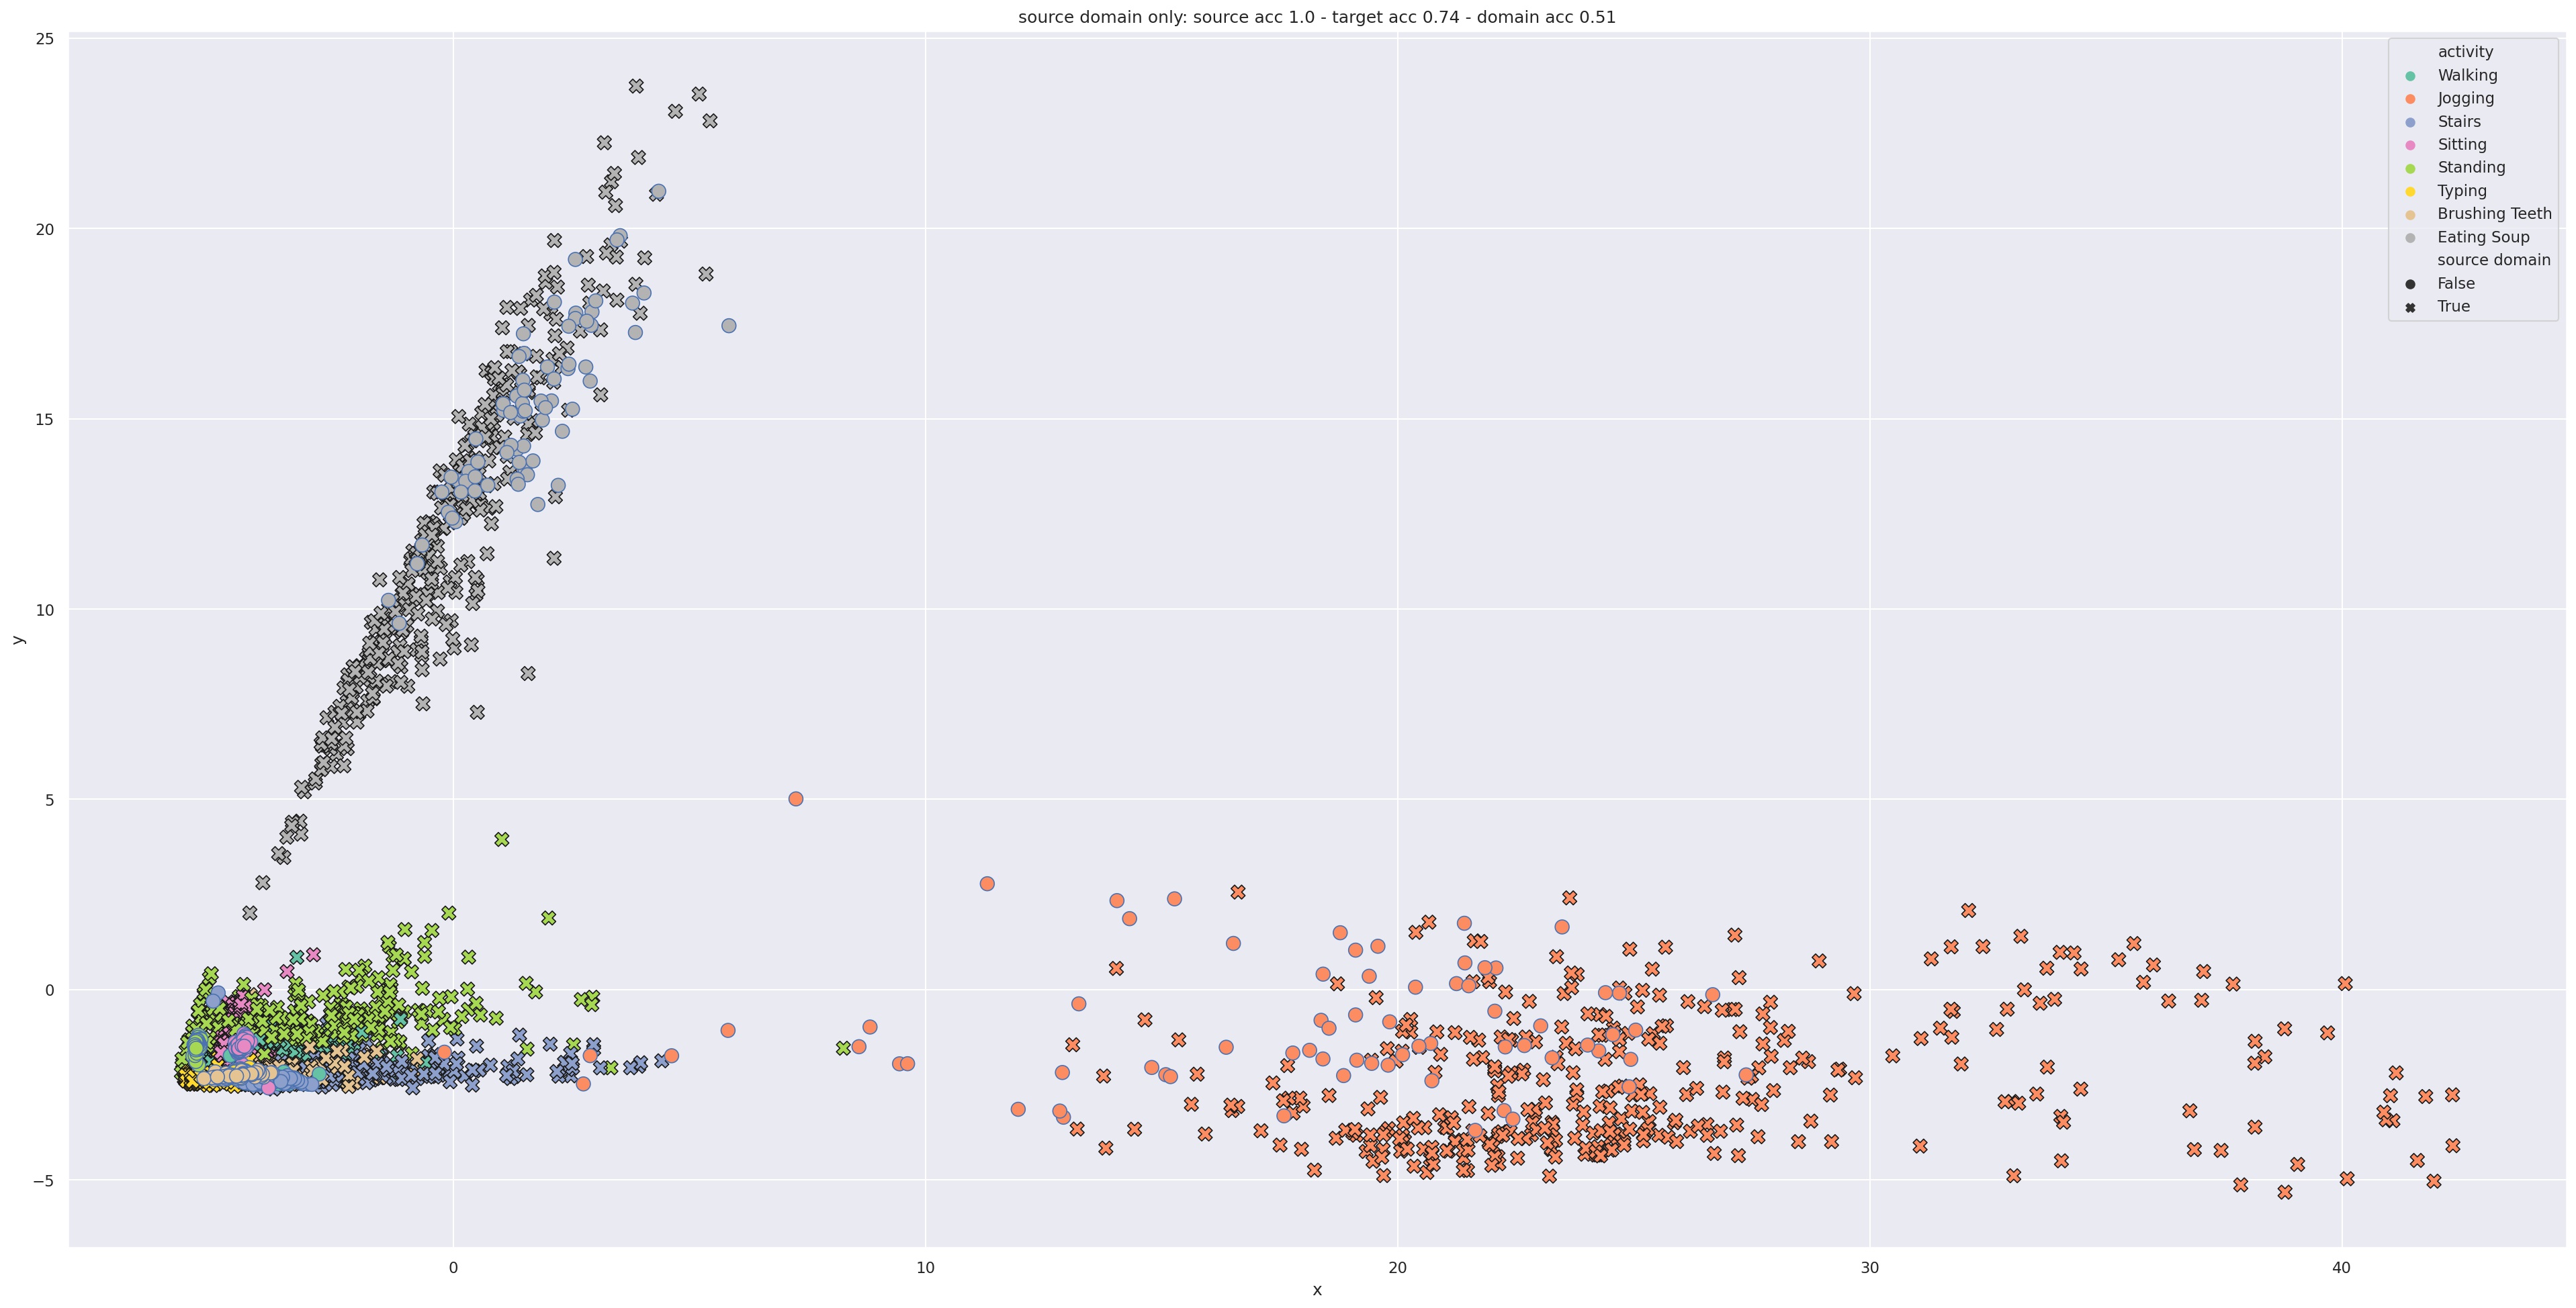 source domain only: source acc 1.0 - target acc 0.74 - domain acc 0.51
25
20
15
10
5
0
−5
y
0
10
20
30
40
x
activity
Walking
Jogging
Stairs
Sitting
Standing
Typing
Brushing Teeth
Eating Soup
source domain
False
True